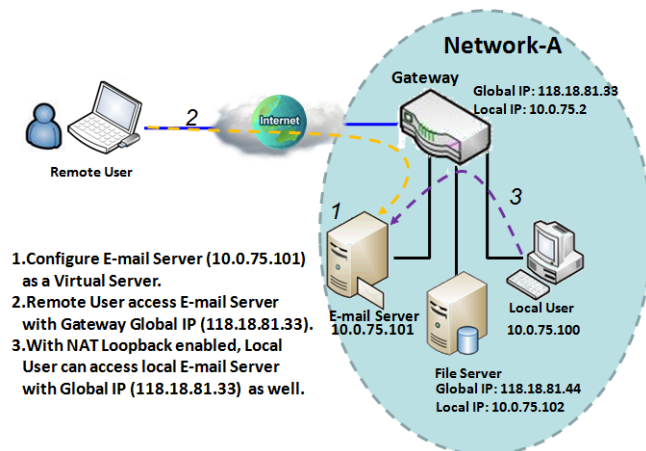 Network-A
Gateway
Global IP: 118.18.81.33
Local IP: 10.0.75.2
2
Internet
Remote User
1
3
E-mail Server
10.0.75.101
Local User
10.0.75.100
File Server
Global IP: 118.18.81.44
Local IP: 10.0.75.102
1.Configure E-mail Server (10.0.75.101)
as a Virtual Server.
2.Remote User access E-mail Server
with Gateway Global IP (118.18.81.33).
3.With NAT Loopback enabled, Local
User can access local E-mail Server
with Global IP (118.18.81.33) as well.